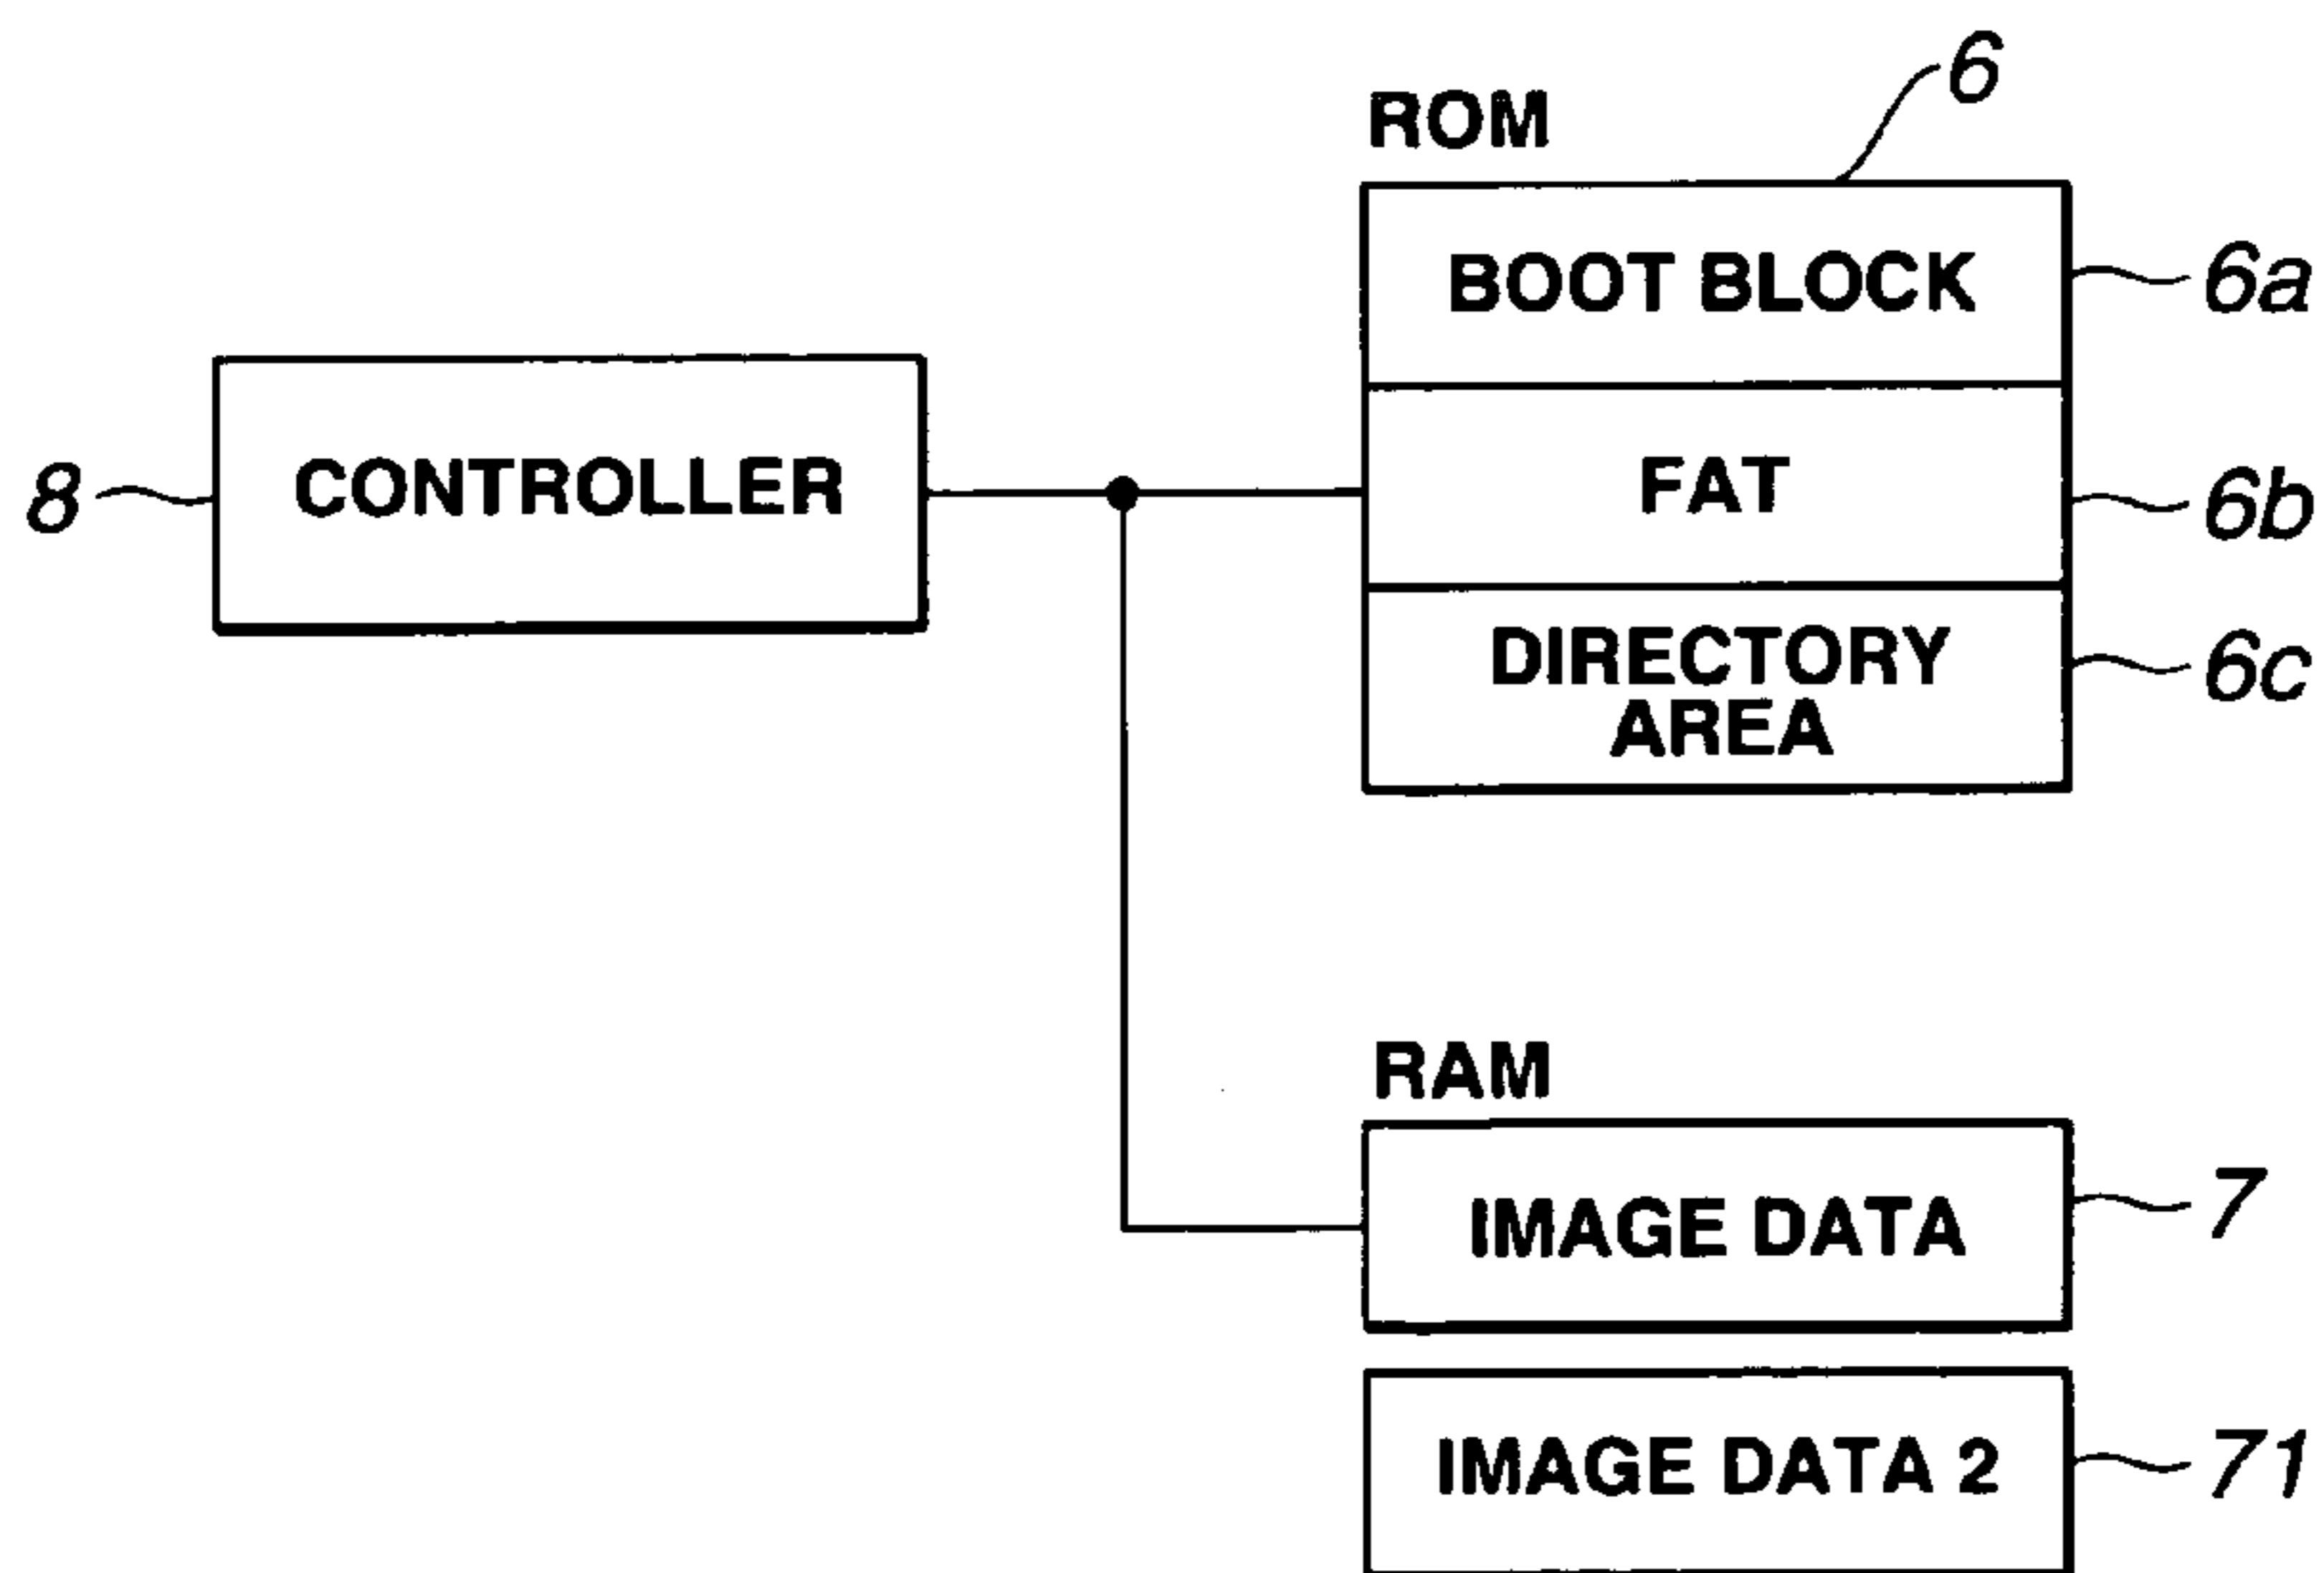 6
ROM
BOOT BLOCK
6a
8
CONTROLLER
FAT
6b
DIRECTORY
AREA
6c
RAM
IMAGE DATA
7
IMAGE DATA 2
71